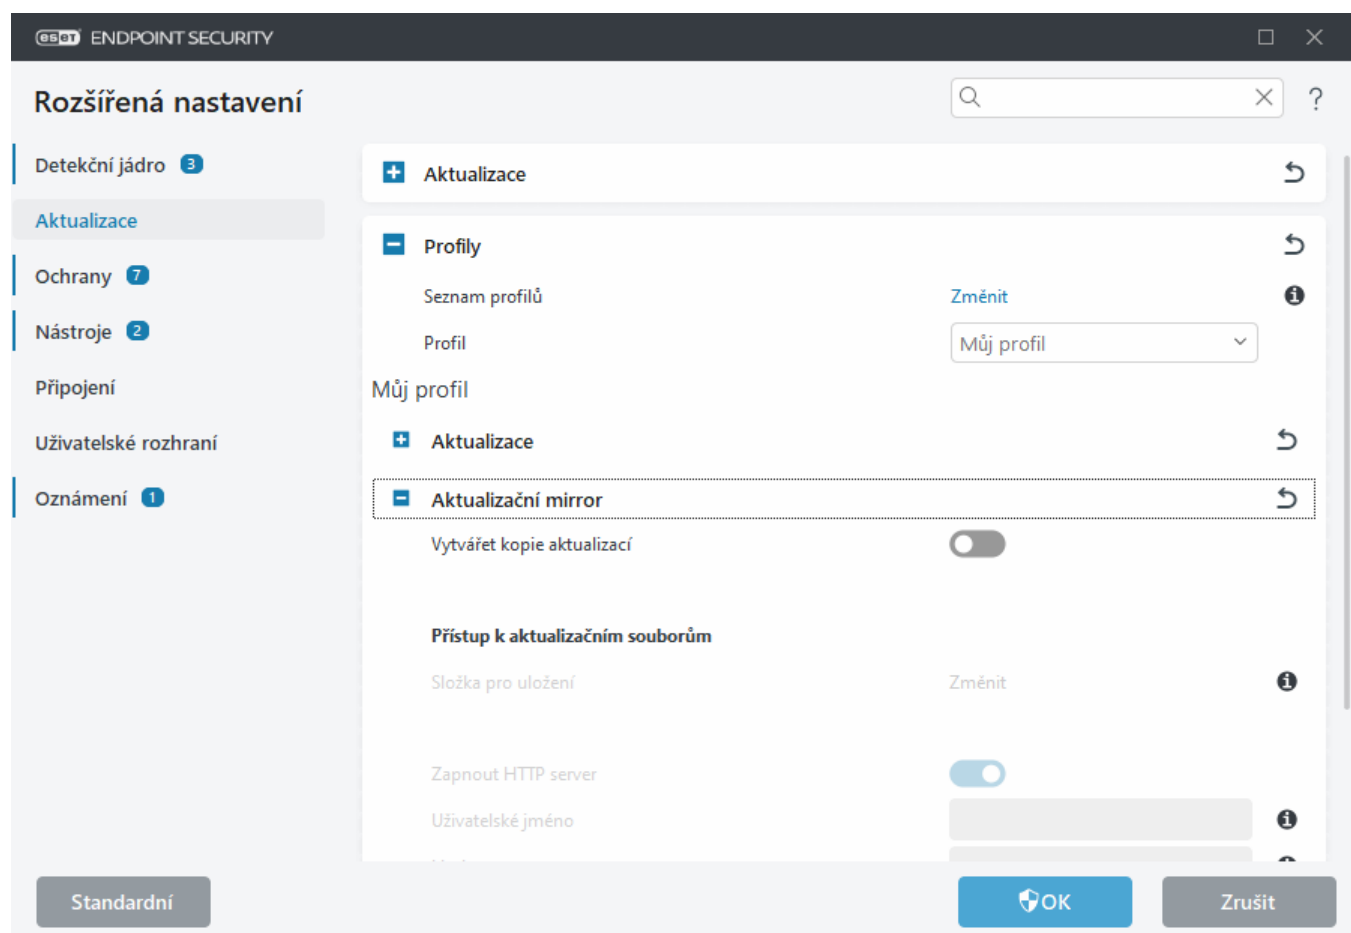 eset ENDPOINT SECURITY
Rozšířená nastavení
?
Detekční jádro 3
Aktualizace
Ochrany 7
Nástroje 2
Připojení
Uživatelské rozhraní
Oznámení 1
Aktualizace
Profily
Seznam profilů Změnit
Profil Můj profil
Můj profil
Aktualizace
Aktualizační mirror
Vytvářet kopie aktualizací
Přístup k aktualizačním souborům
Složka pro uložení Změnit
Zapnout HTTP server
Uživatelské jméno
Standardní OK Zrušit